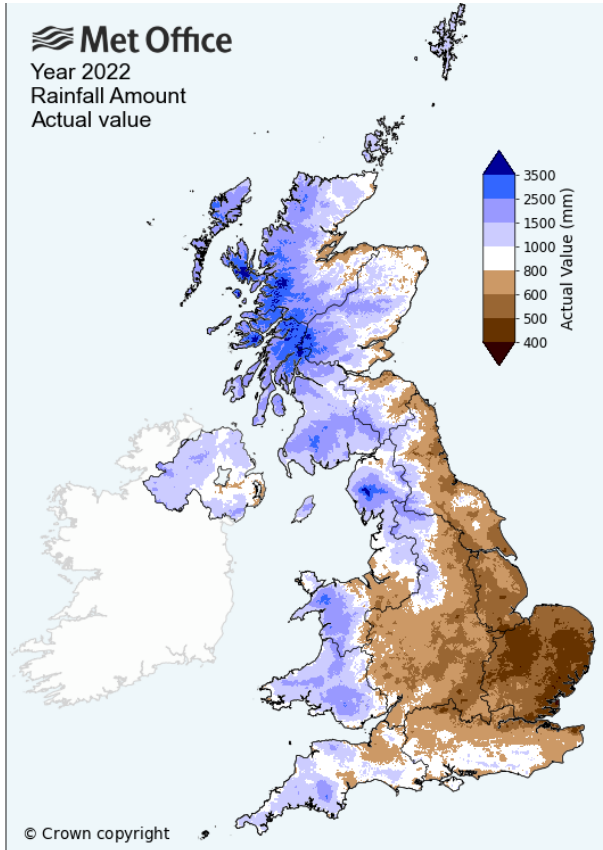 Met Office
Year 2022
Rainfall Amount
Actual value
3500
2500
1500
1000
800
600
500
400
Actual Value (mm)
© Crown copyright